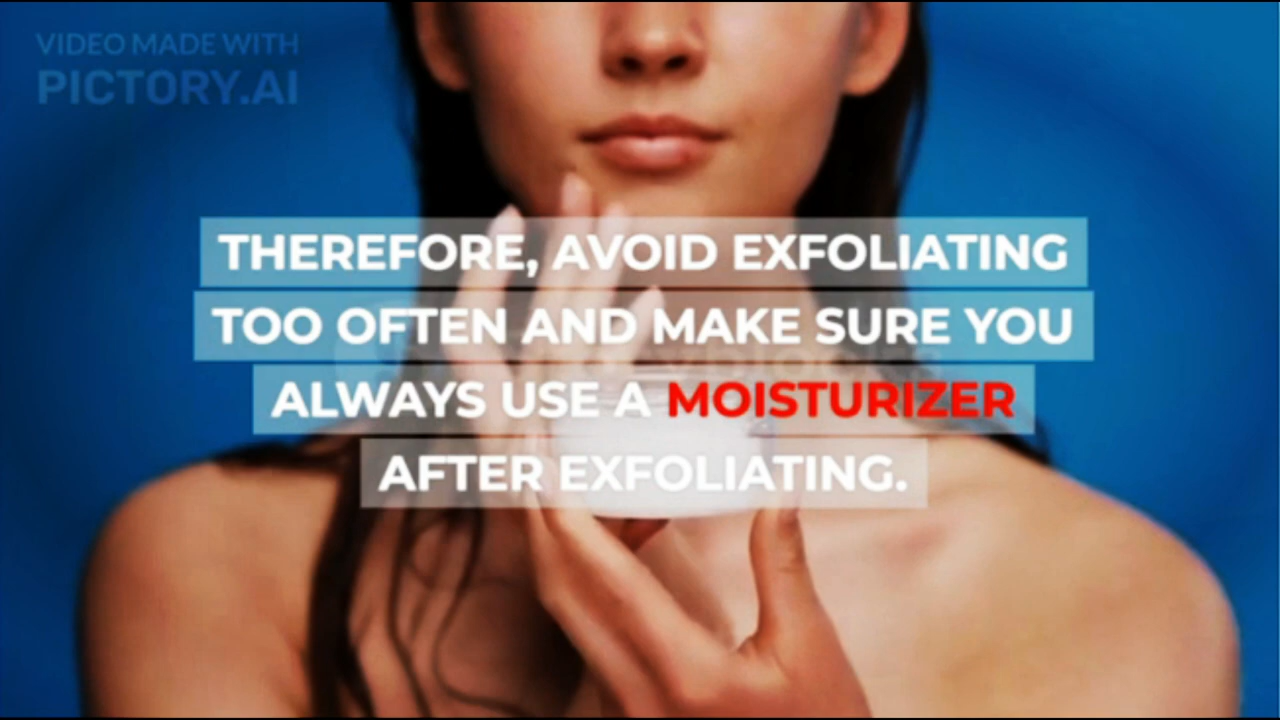 VIDEO MADE WITH
PICTORY.AI
THEREFORE, AVOID EXFOLIATING
TOO OFTEN AND MAKE SURE YOU
ALWAYS USE A MOISTURIZER
AFTER EXFOLIATING.